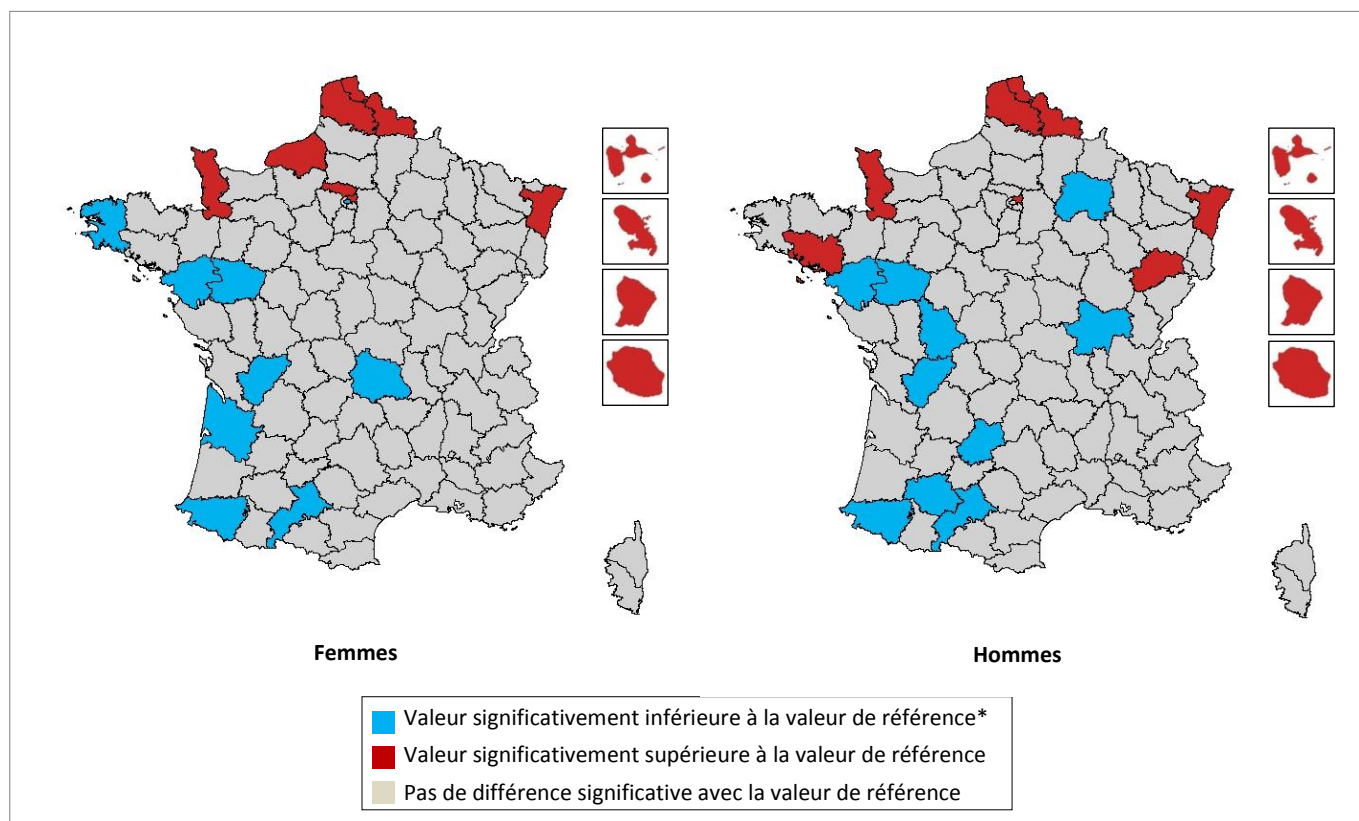 Femmes
Hommes
Valeur significativement inférieure à la valeur de référence*
Valeur significativement supérieure à la valeur de référence
Pas de différence significative avec la valeur de référence